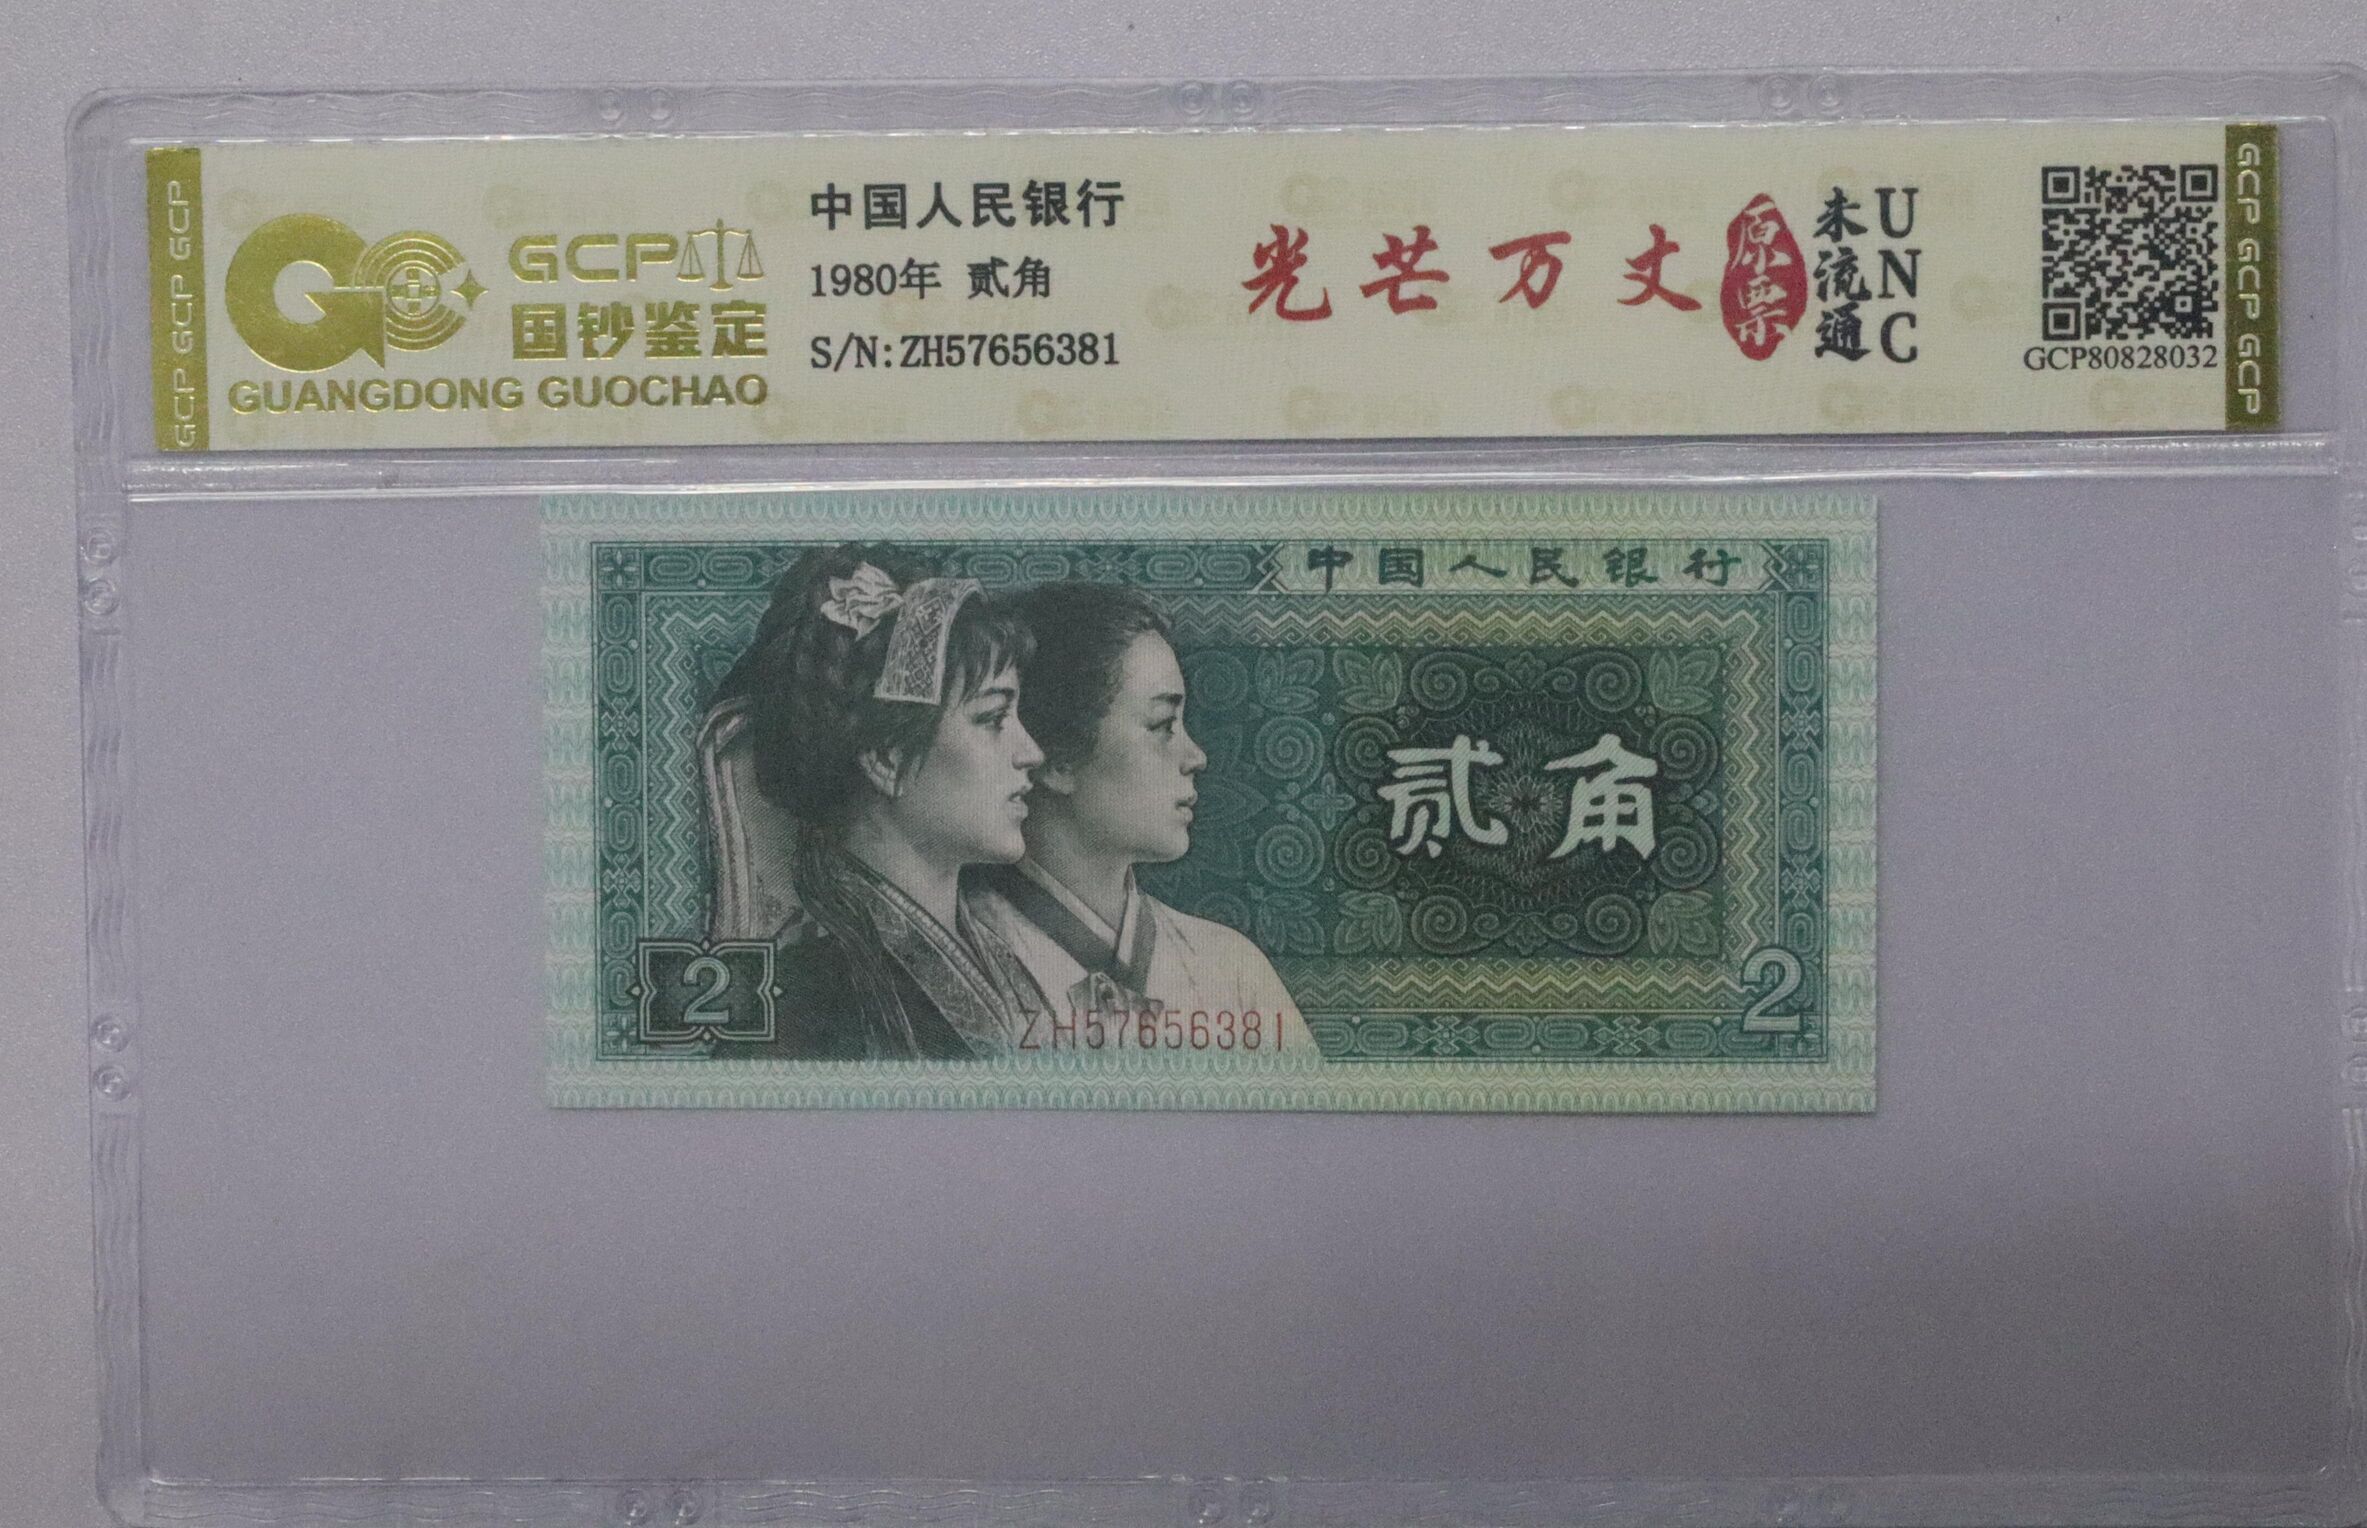 GCP GCP GCP
GCP
国钞鉴定
GUANGDONG GUOCHAO
中国人民银行
1980年 贰角
S/N:ZH57656381
光芒万丈
原票
未流通
UNC
GCP80828032
GCP GCP GCP
中国人民银行
贰角
2
2
ZH57656381